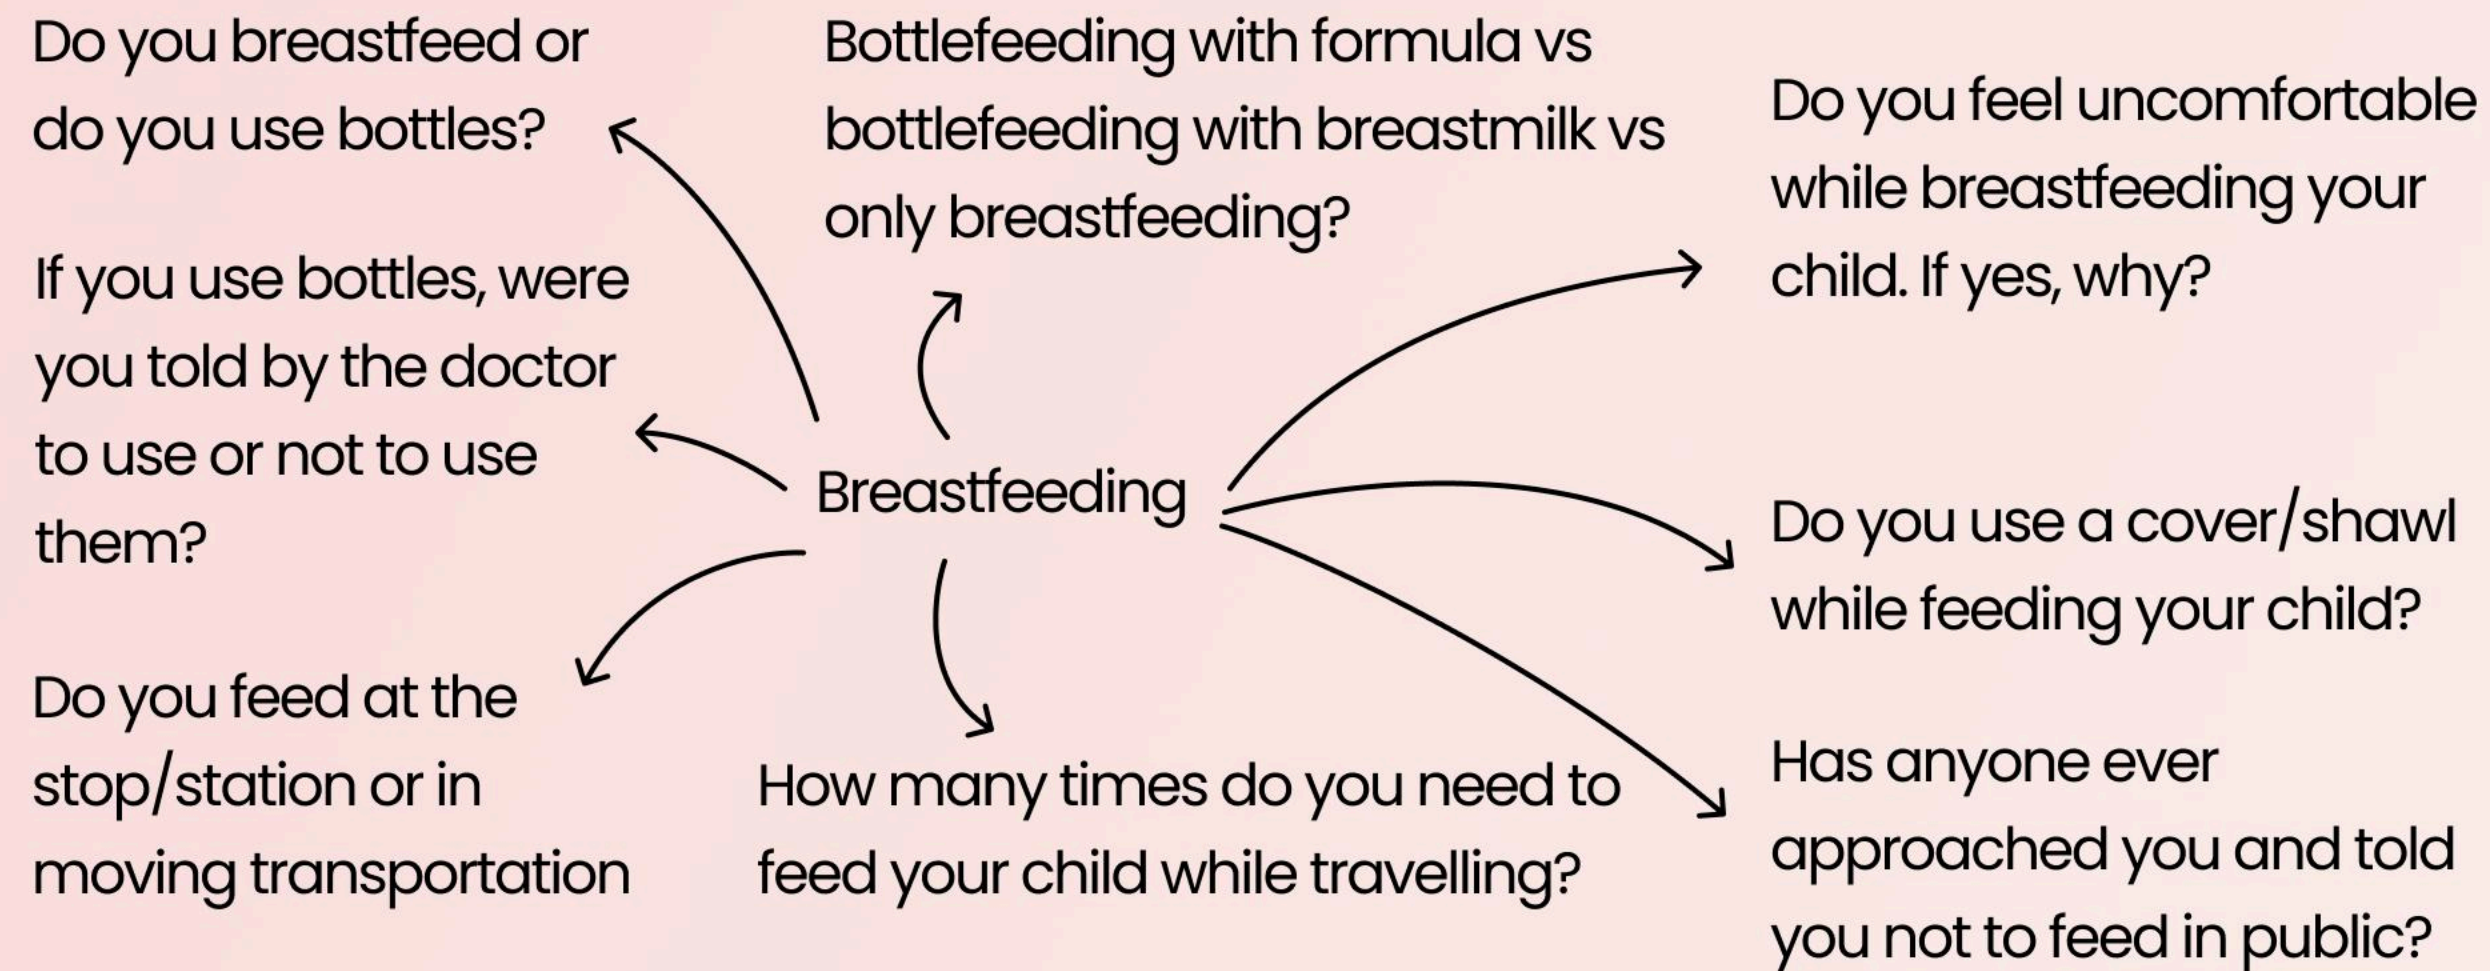 Do you breastfeed or
do you use bottles?
Bottlefeeding with formula vs
bottlefeeding with breastmilk vs
only breastfeeding?
Do you feel uncomfortable
while breastfeeding your
child. If yes, why?
If you use bottles, were
you told by the doctor
to use or not to use
them?
Breastfeeding
Do you use a cover/shawl
while feeding your child?
Do you feed at the
stop/station or in
moving transportation
How many times do you need to
feed your child while travelling?
Has anyone ever
approached you and told
you not to feed in public?